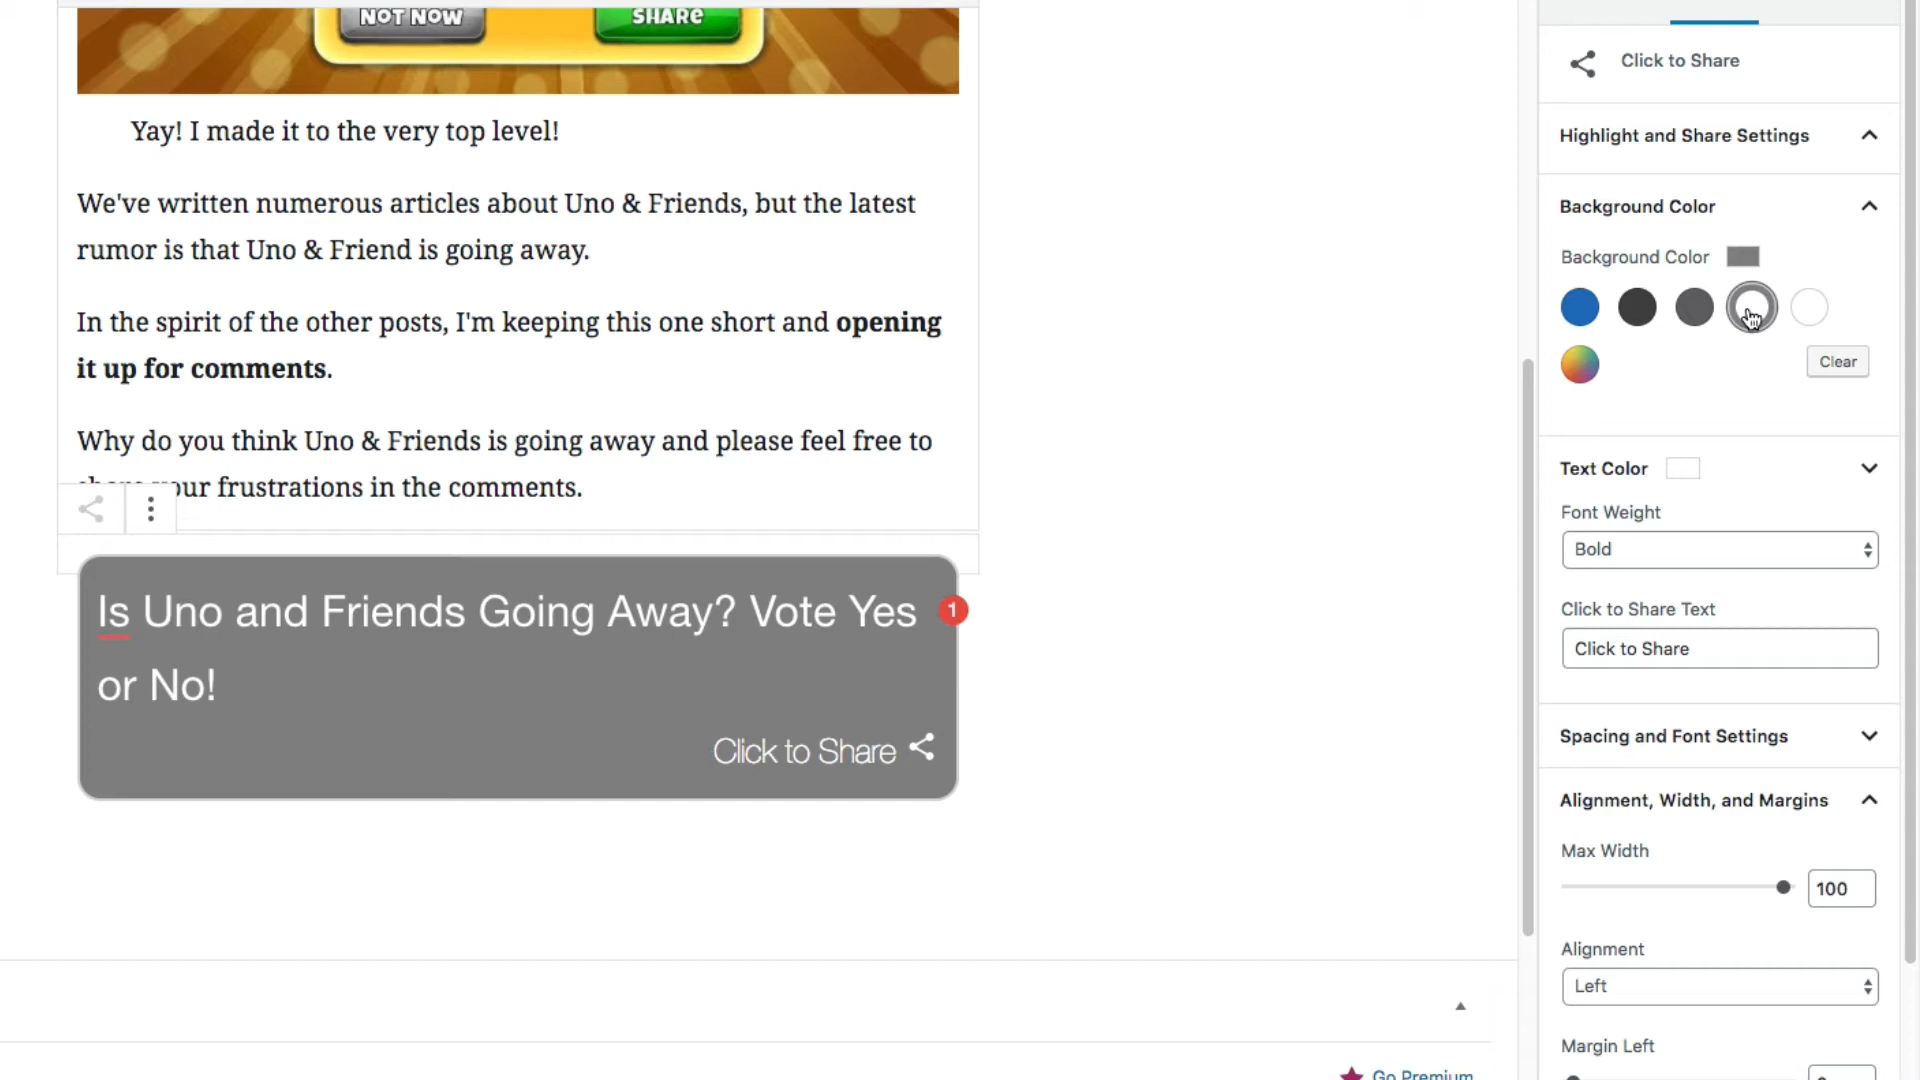 NOT NOW
SHARE
Yay! I made it to the very top level!
We've written numerous articles about Uno & Friends, but the latest
rumor is that Uno & Friend is going away.
In the spirit of the other posts, I'm keeping this one short and opening
it up for comments.
Why do you think Uno & Friends is going away and please feel free to
your frustrations in the comments.
Is Uno and Friends Going Away? Vote Yes
or No!
1
Click to Share
Click to Share
Highlight and Share Settings
Background Color
Background Color
Clear
Text Color
Font Weight
Bold
Click to Share Text
Click to Share
Spacing and Font Settings
Alignment, Width, and Margins
Max Width
100
Alignment
Left
Margin Left
Go Premium